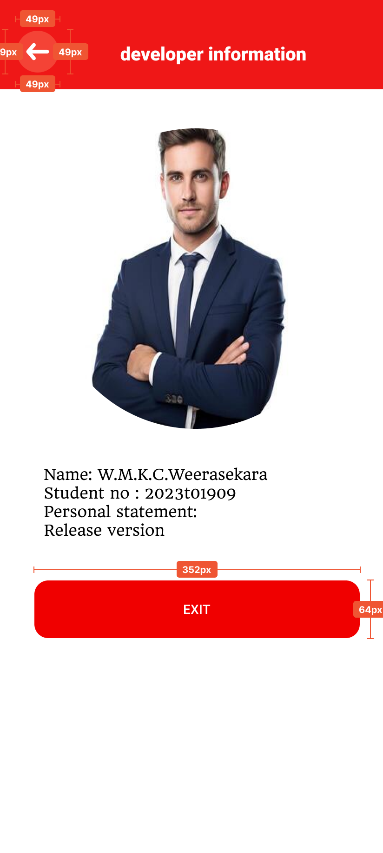 49px
9px
49px
developer information
49px
Name: W.M.K.C.Weerasekara
Student no : 2023t01909
Personal statement:
Release version
352px
EXIT
64px